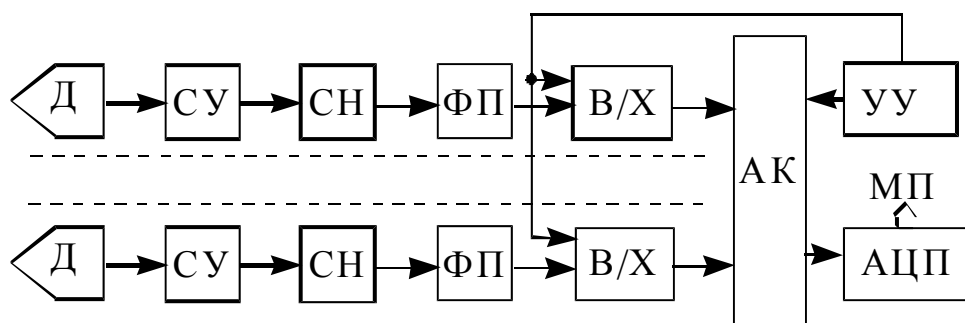 Д СУ СН ФП В/Х УУ
АК
МП
Д СУ СН ФП В/Х АЦП